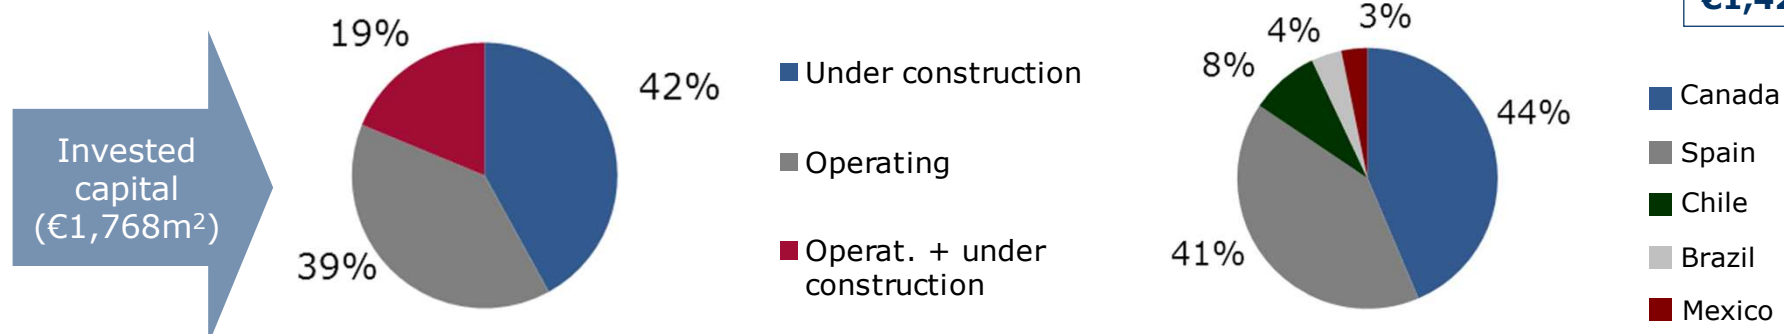 Invested
capital
(€1,768m²)
19%
42%
39%
Under construction
Operating
Operat. + under
construction
3%
4%
8%
44%
41%
Canada
Spain
Chile
Brazil
Mexico